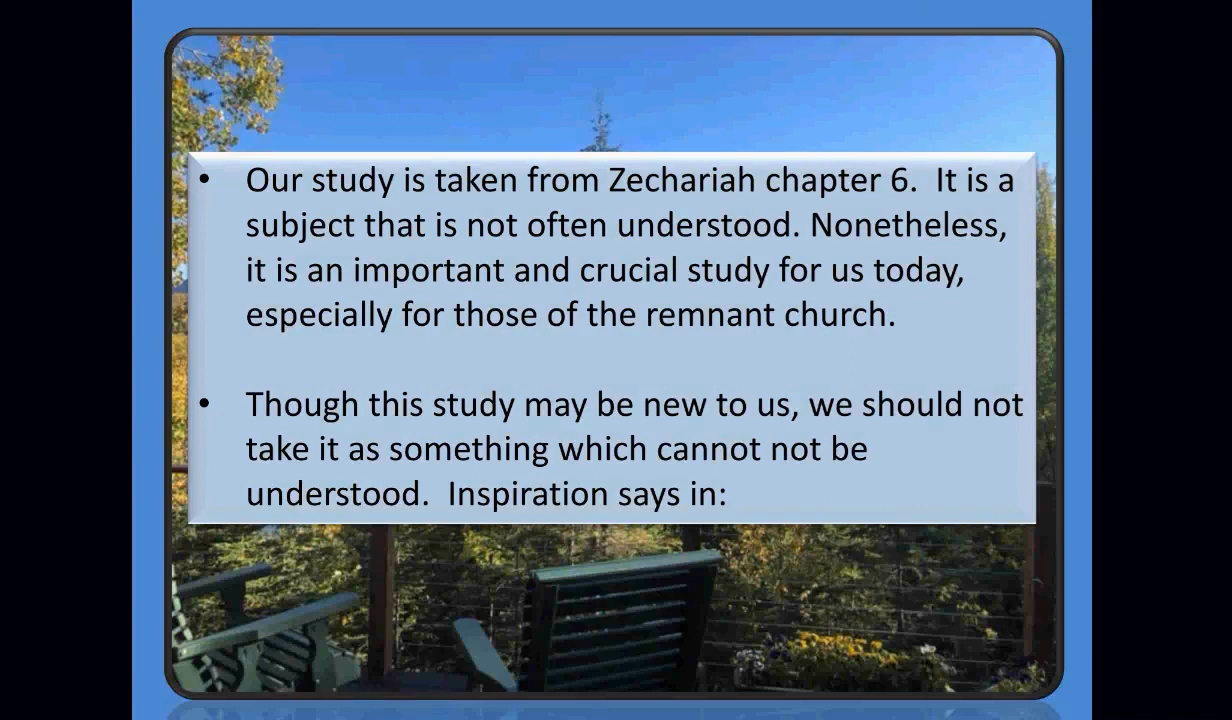 • Our study is taken from Zechariah chapter 6.  It is a
subject that is not often understood. Nonetheless,
it is an important and crucial study for us today,
especially for those of the remnant church.
• Though this study may be new to us, we should not
take it as something which cannot not be
understood.  Inspiration says in: